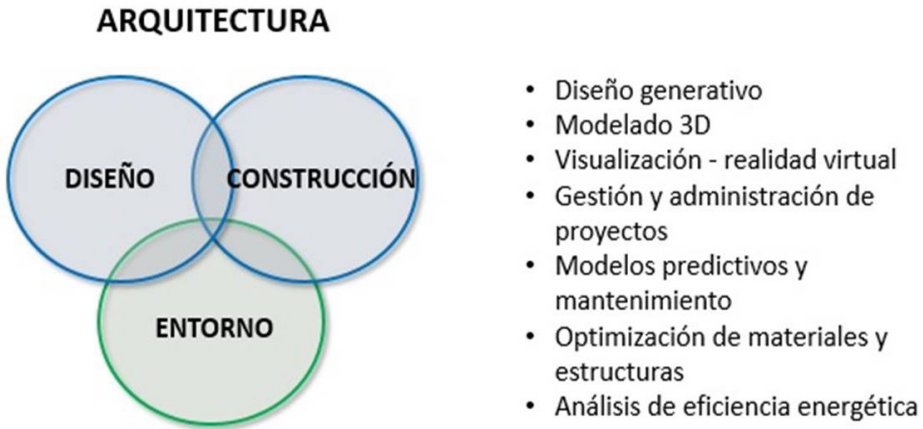 ARQUITECTURA
DISEÑO
CONSTRUCCIÓN
ENTORNO
• Diseño generativo
• Modelado 3D
• Visualización - realidad virtual
• Gestión y administración de
proyectos
• Modelos predictivos y
mantenimiento
• Optimización de materiales y
estructuras
• Análisis de eficiencia energética